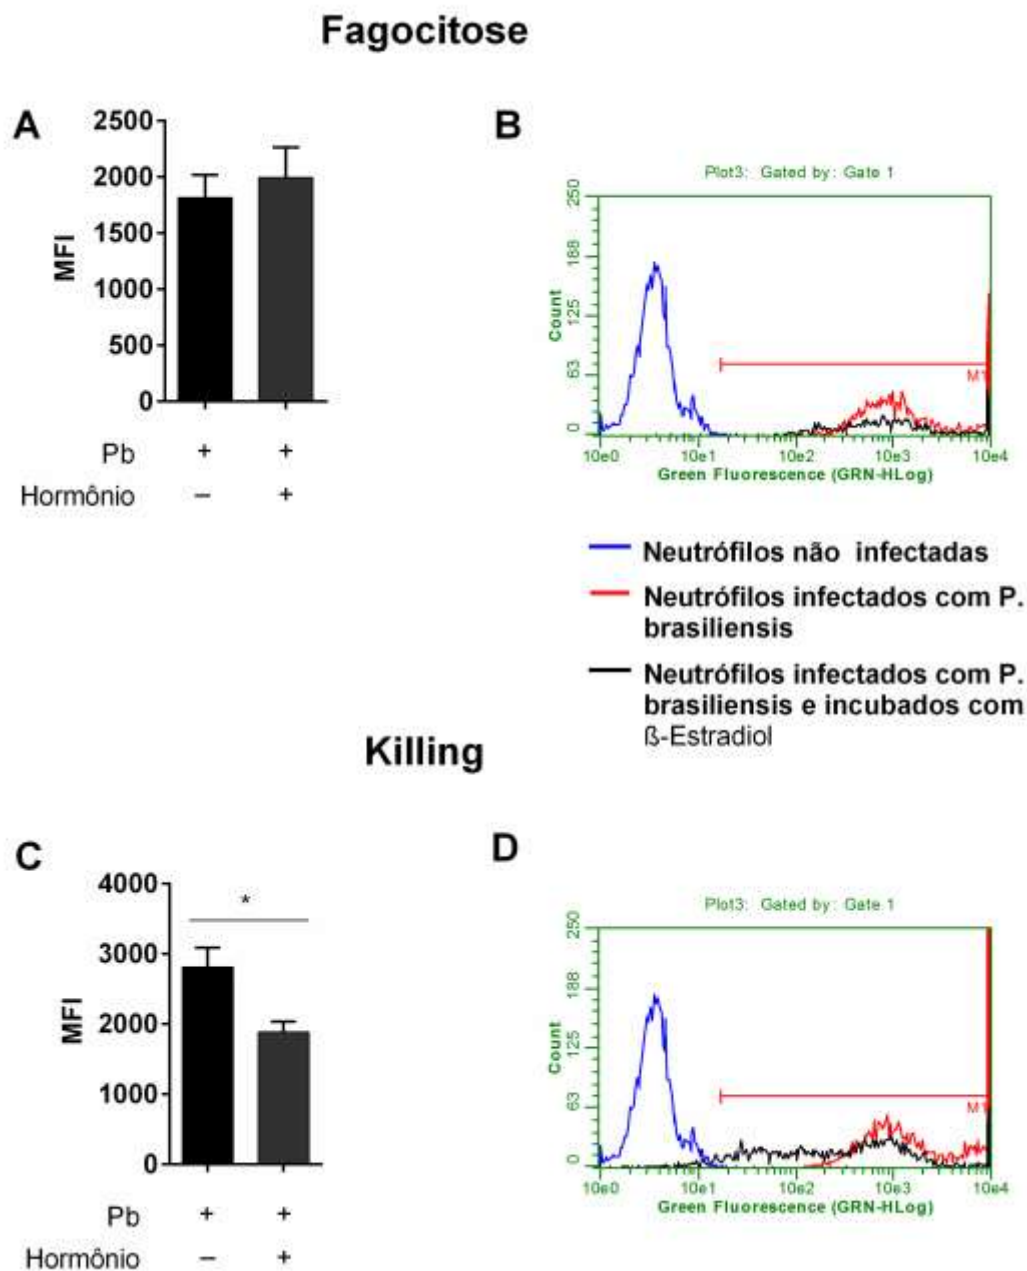 Fagocitose
A
2500
2000
1500
1000
500
0
MFI
Pb + +
Hormônio – +
B
Plot3: Gated by: Gate 1
250
188
125
63
0
Count
M1
10e0 10e1 10e2 10e3 10e4
Green Fluorescence (GRN-HLog)
Neutrófilos não infectadas
Neutrófilos infectados com P.
brasiliensis
Neutrófilos infectados com P.
brasiliensis e incubados com
ß-Estradiol
Killing
C
4000
3000
2000
1000
0
MFI
*
Pb + +
Hormônio – +
D
Plot3: Gated by: Gate 1
250
188
125
63
0
Count
M1
10e0 10e1 10e2 10e3 10e4
Green Fluorescence (GRN-HLog)